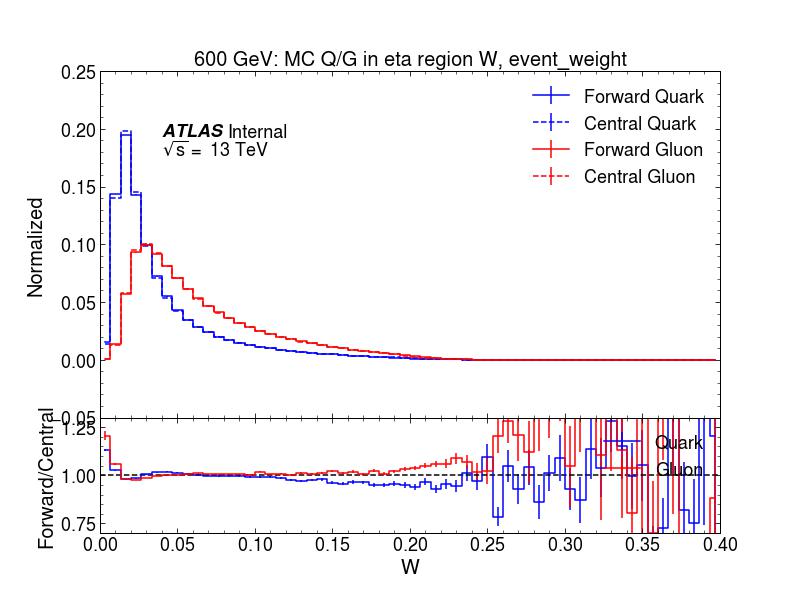 600 GeV: MC Q/G in eta region W, event_weight
0.25
0.20
0.15
0.10
0.05
0.00
0.05
Normalized
ATLAS Internal
√s = 13 TeV
Forward Quark
Central Quark
Forward Gluon
Central Gluon
1.25
1.00
0.75
Forward/Central
Quark
Gluon
0.00 0.05 0.10 0.15 0.20 0.25 0.30 0.35 0.40
W